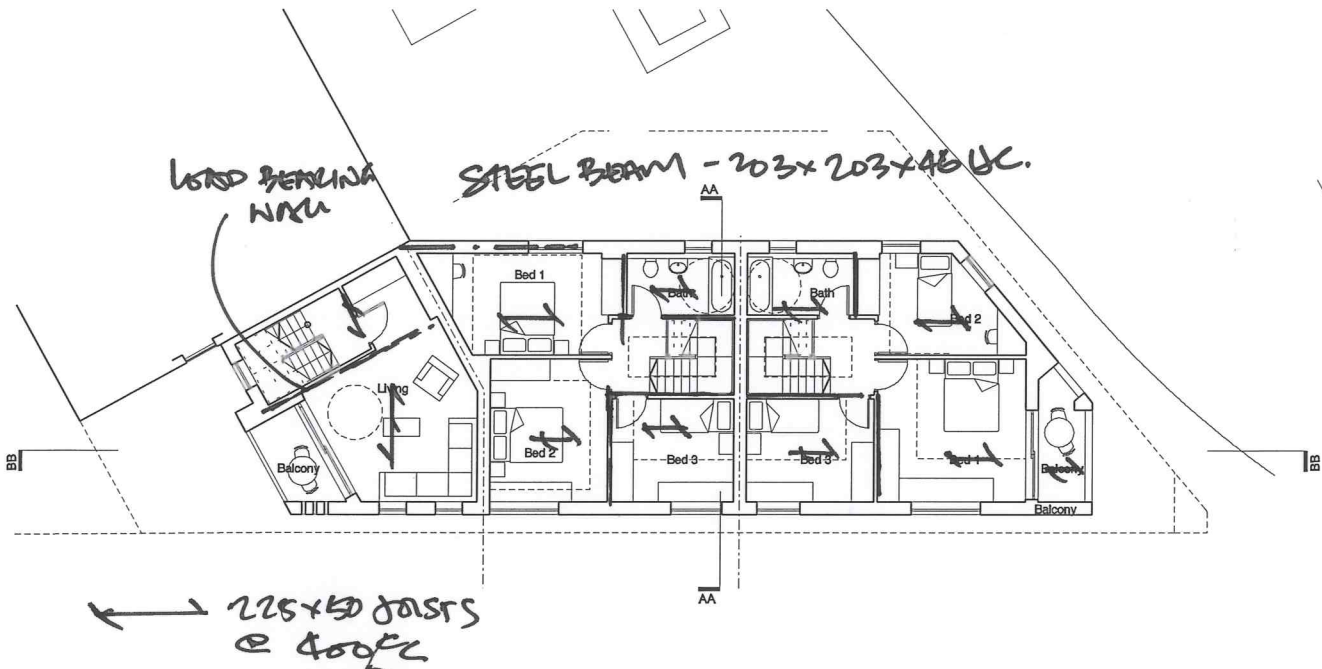 LOAD BEARING
WALL
STEEL BEAM - 203x203x46 UC.
AA
Bed 1
Bath
Bath
Bed 2
Living
Bed 2
Bed 3
Bed 3
Bed 1
Balcony
Balcony
Balcony
BB
BB
AA
225x50 JOISTS
@ 400 c/c